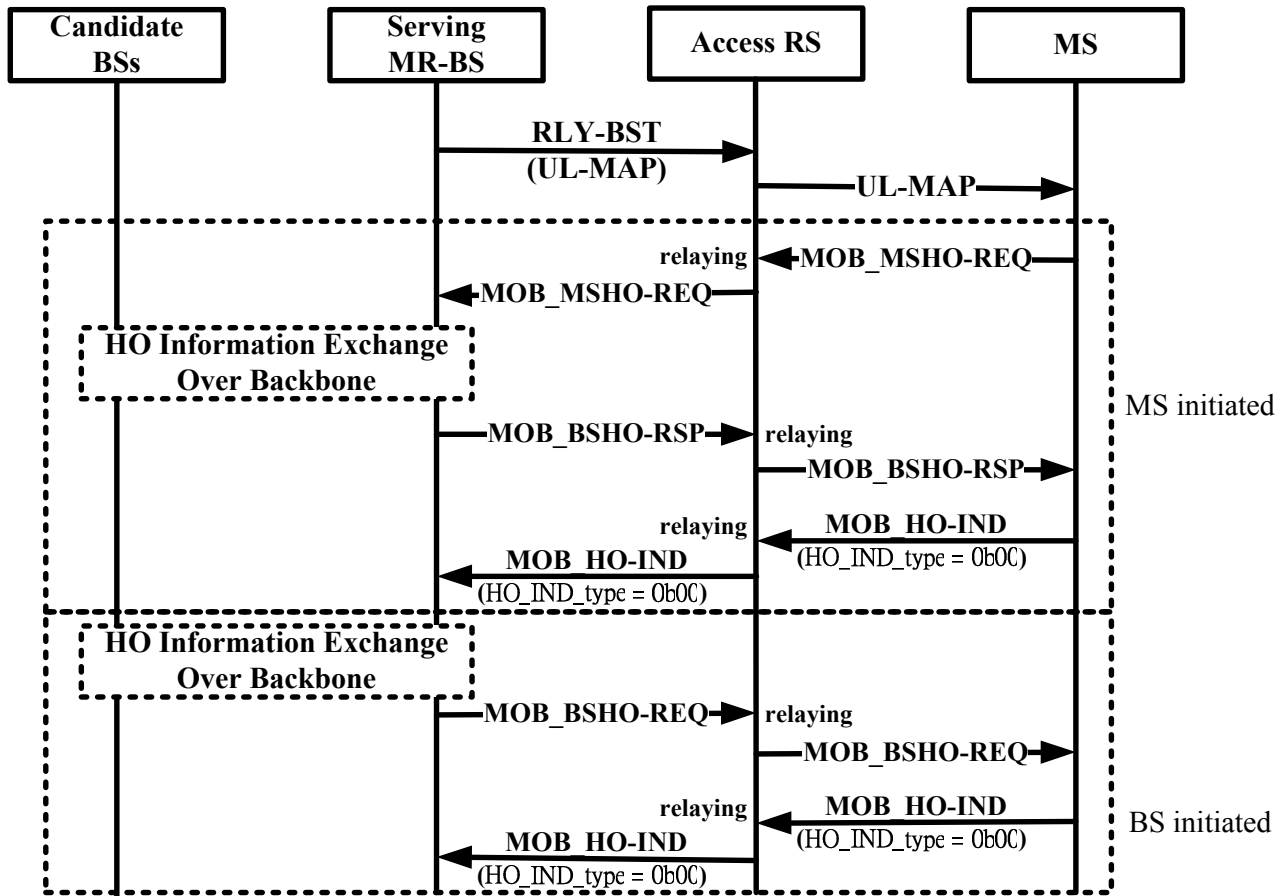 Candidate
BSs
Serving
MR-BS
Access RS
MS
RLY-BST
(UL-MAP)
UL-MAP
relaying
MOB_MSHO-REQ
MOB_MSHO-REQ
HO Information Exchange
Over Backbone
MS initiated
MOB_BSHO-RSP
relaying
MOB_BSHO-RSP
relaying
MOB_HO-IND
(HO_IND_type = 0b00)
MOB_HO-IND
(HO_IND_type = 0b00)
HO Information Exchange
Over Backbone
MOB_BSHO-REQ
relaying
MOB_BSHO-REQ
relaying
MOB_HO-IND
(HO_IND_type = 0b00)
BS initiated
MOB_HO-IND
(HO_IND_type = 0b00)